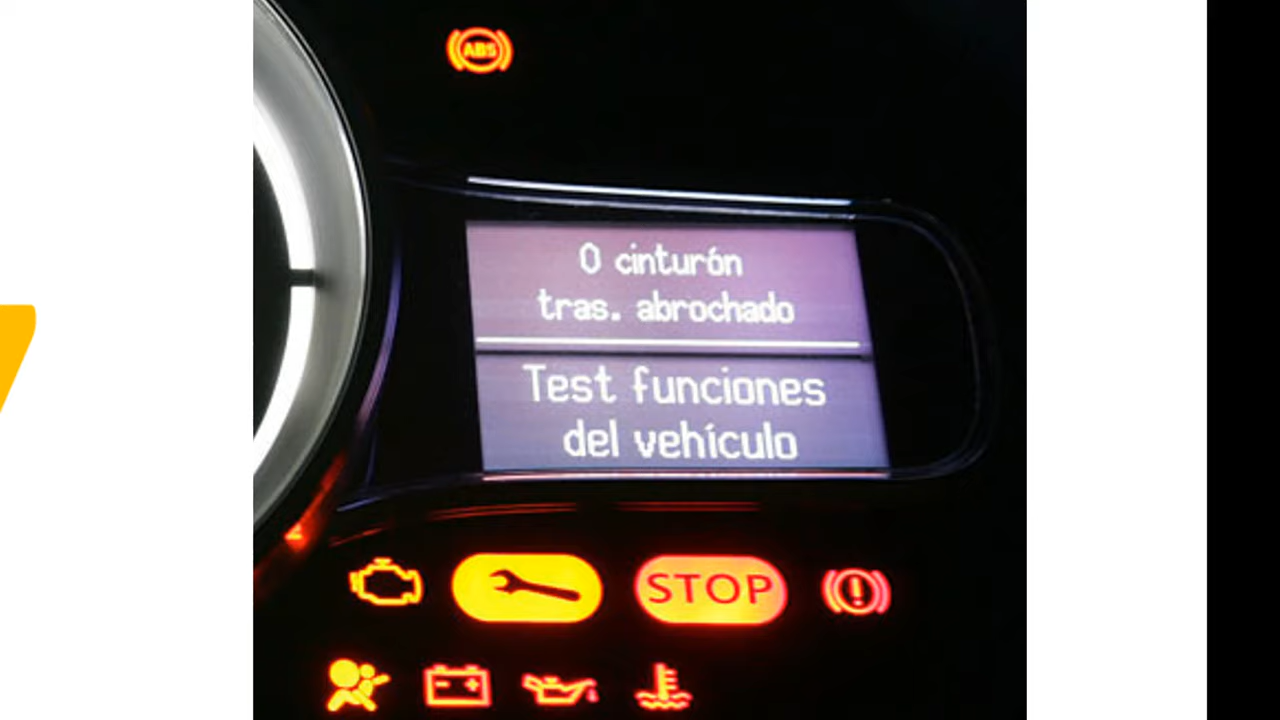 ABS
0 cinturón
tras. abrochado
Test funciones
del vehículo
STOP